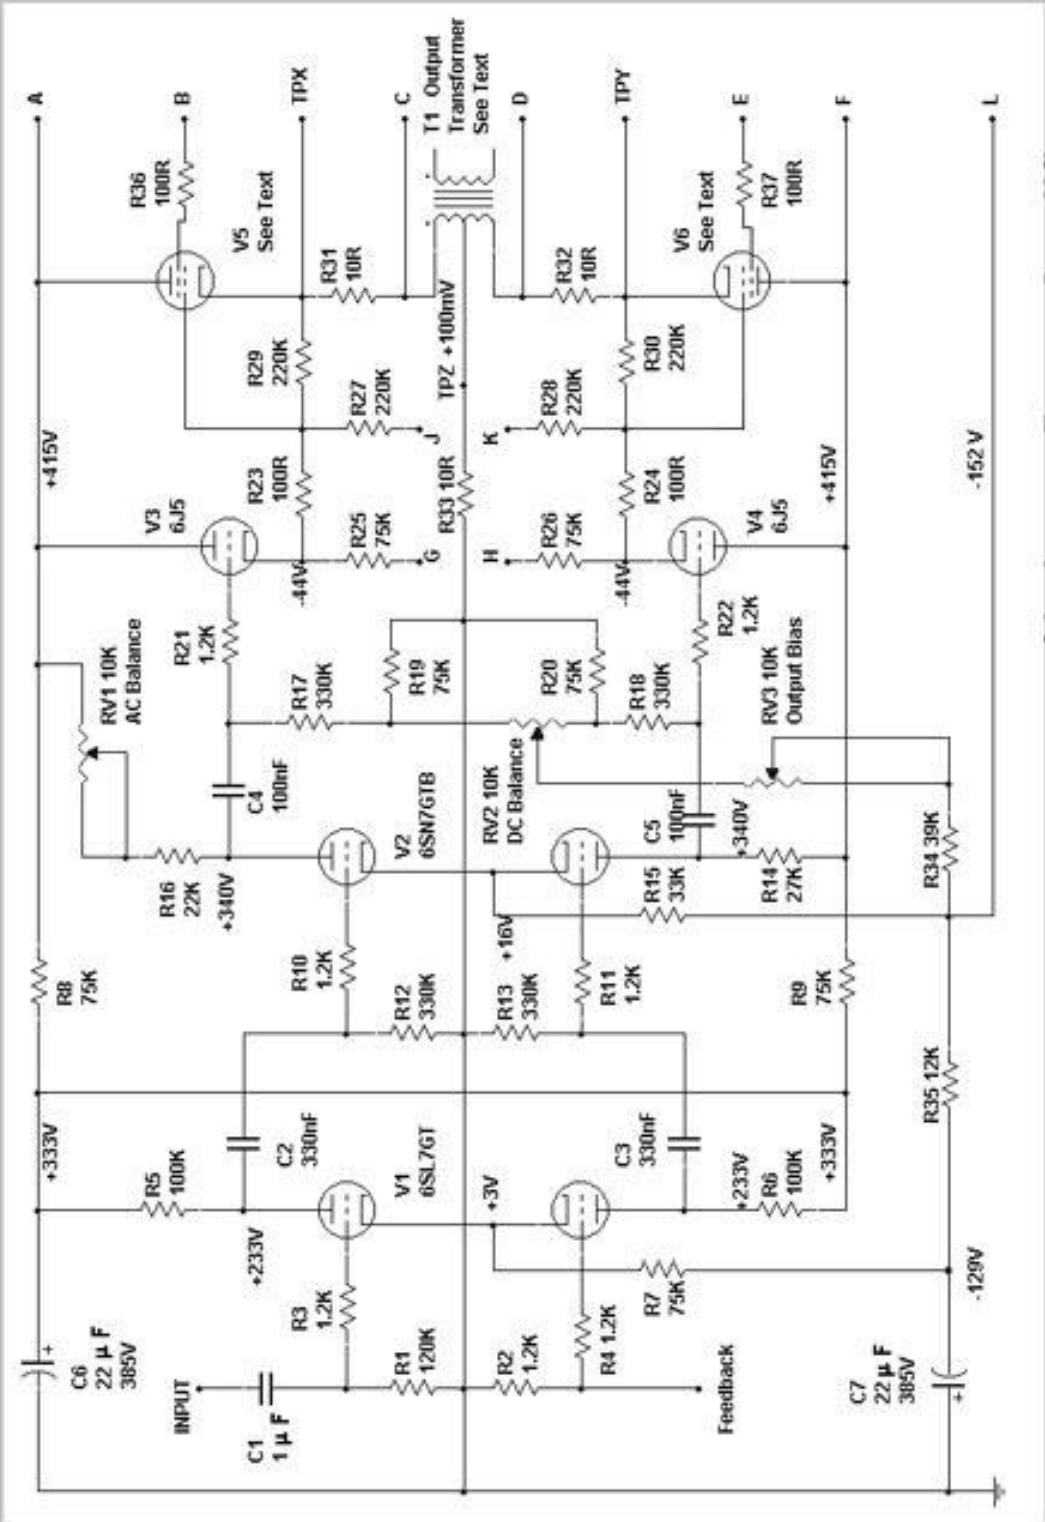 A
+415V
+333V
R8
75K
C6
22 µF
385V
RV1 10K
AC Balance
R36
100R
B
V3
6J5
R5
100K
R16
22K
+340V
R21
1.2K
INPUT
+233V
V5
See Text
C4
100nF
R29
220K
R23
100R
TPX
C1
1 µF
C2
330nF
R3
1.2K
R10
1.2K
R17
330K
-44V
R31
10R
R25
75K
R27
220K
R1
120K
R12
330K
R19
75K
V1
6SL7GT
V2
6SN7GTB
G
J
C
T1 Output
Transformer
See Text
R33 10R
TPZ +100mV
+3V
+16V
RV2 10K
DC Balance
H
K
D
R2
1.2K
R13
330K
R20
75K
R26
75K
R28
220K
R32
10R
R4 1.2K
R11
1.2K
C3
330nF
R18
330K
-44V
TPY
R7
75K
R15
33K
C5
100nF
R24
100R
R30
220K
V6
See Text
Feedback
+233V
+340V
R22
1.2K
E
R6
100K
R14
27K
RV3 10K
Output Bias
V4
6J5
R37
100R
+333V
R9
75K
+415V
F
C7
22 µF
385V
R35 12K
R34 39K
-129V
-152 V
L